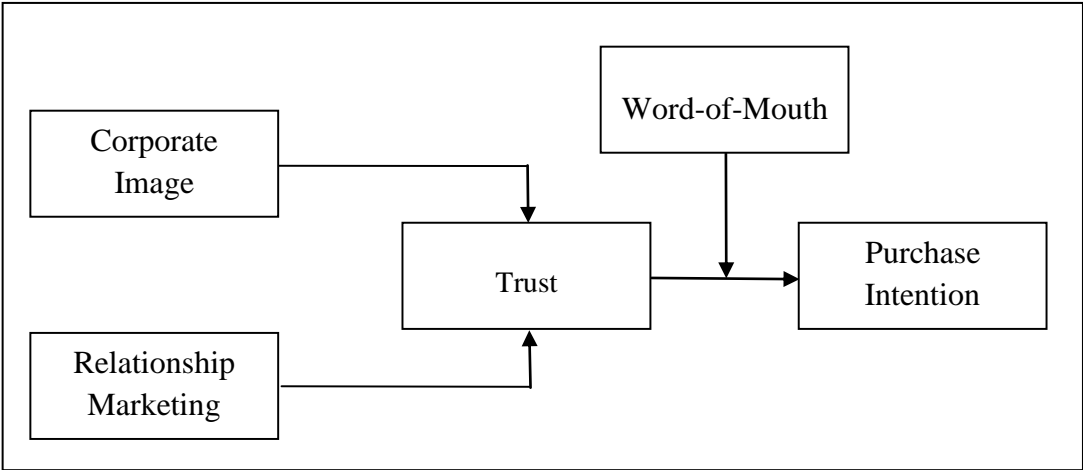 Word-of-Mouth
Corporate
Image
Trust
Purchase
Intention
Relationship
Marketing